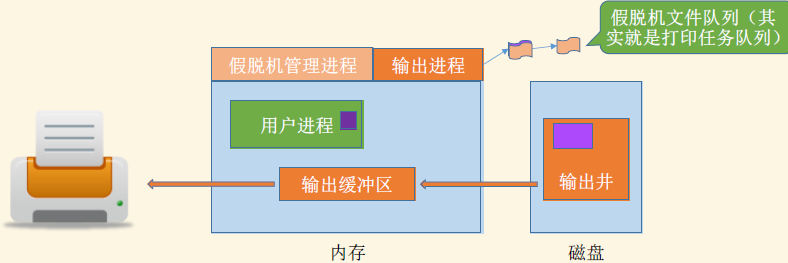 假脱机文件队列（其
实就是打印任务队列）
假脱机管理进程
输出进程
用户进程
输出缓冲区
输出井
内存
磁盘